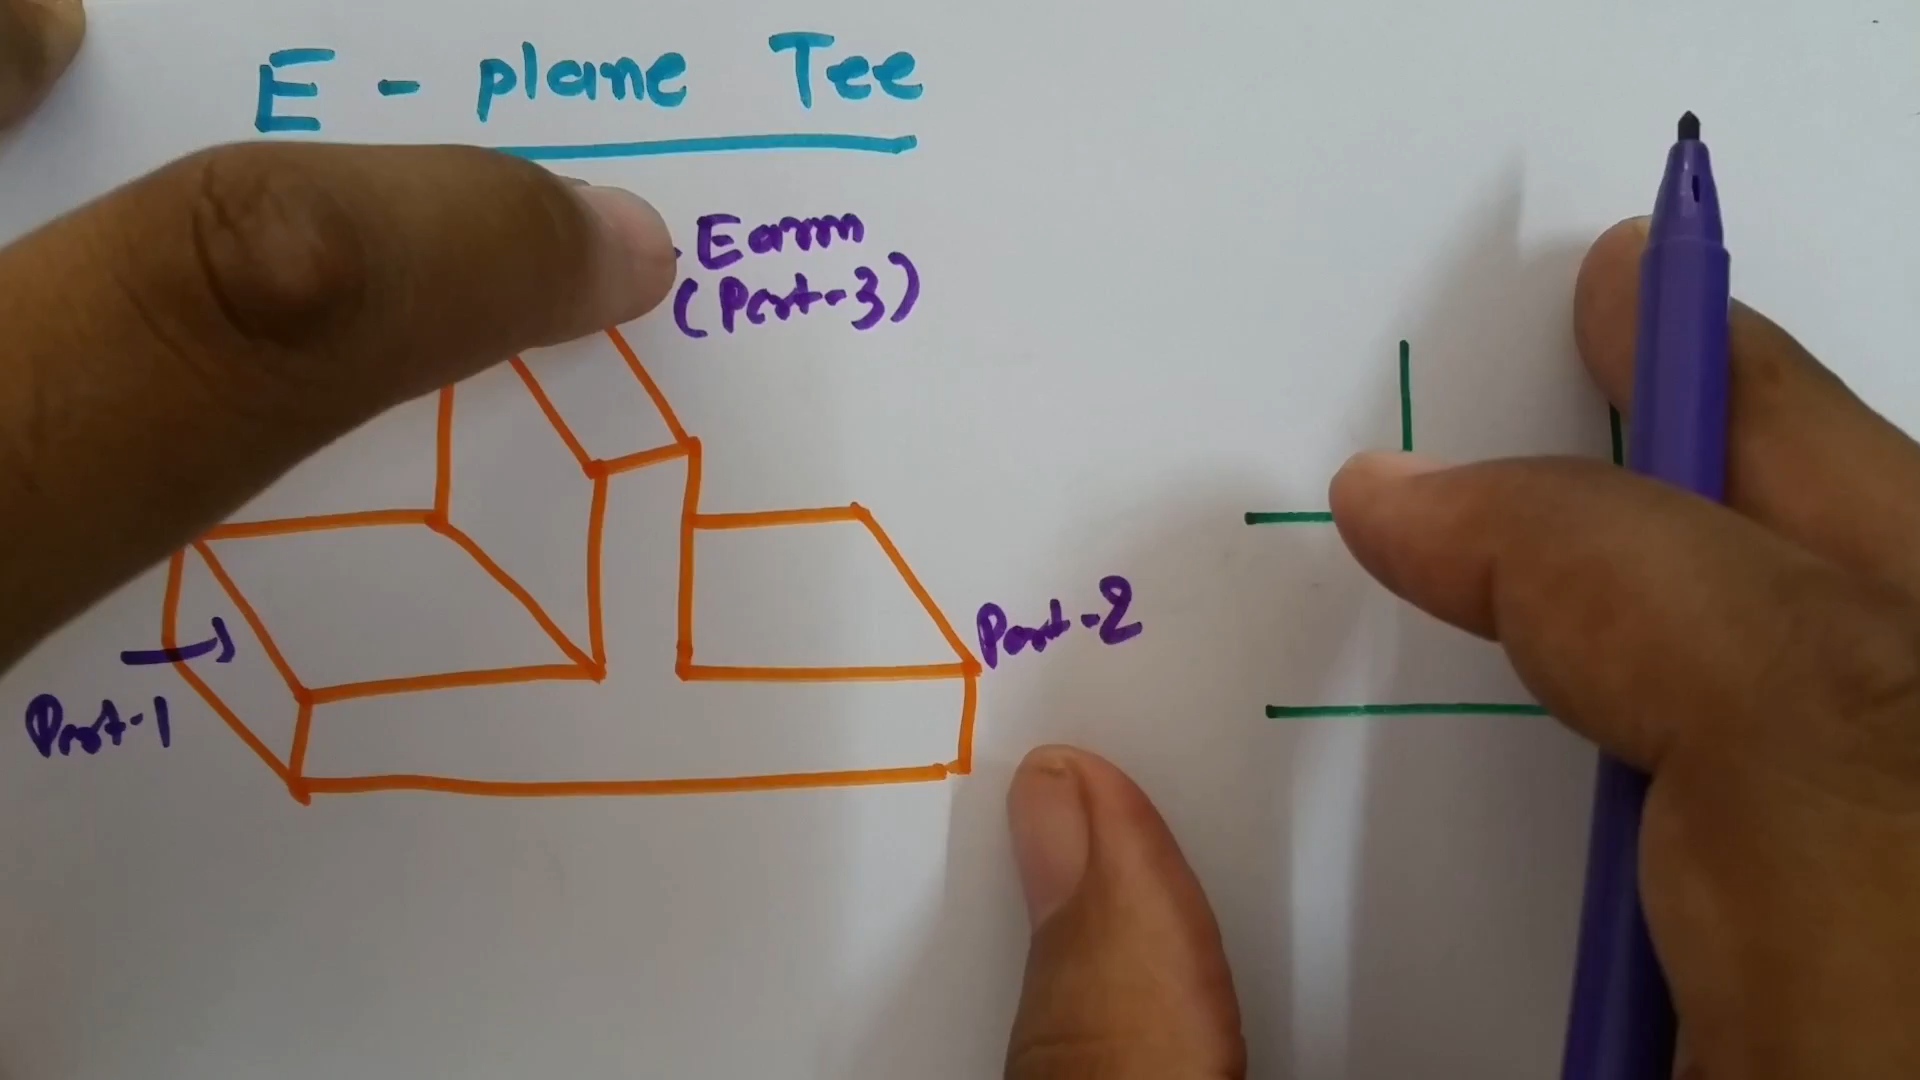 E - plane Tee
E arm
(Port-3)
Port-2
Port-1